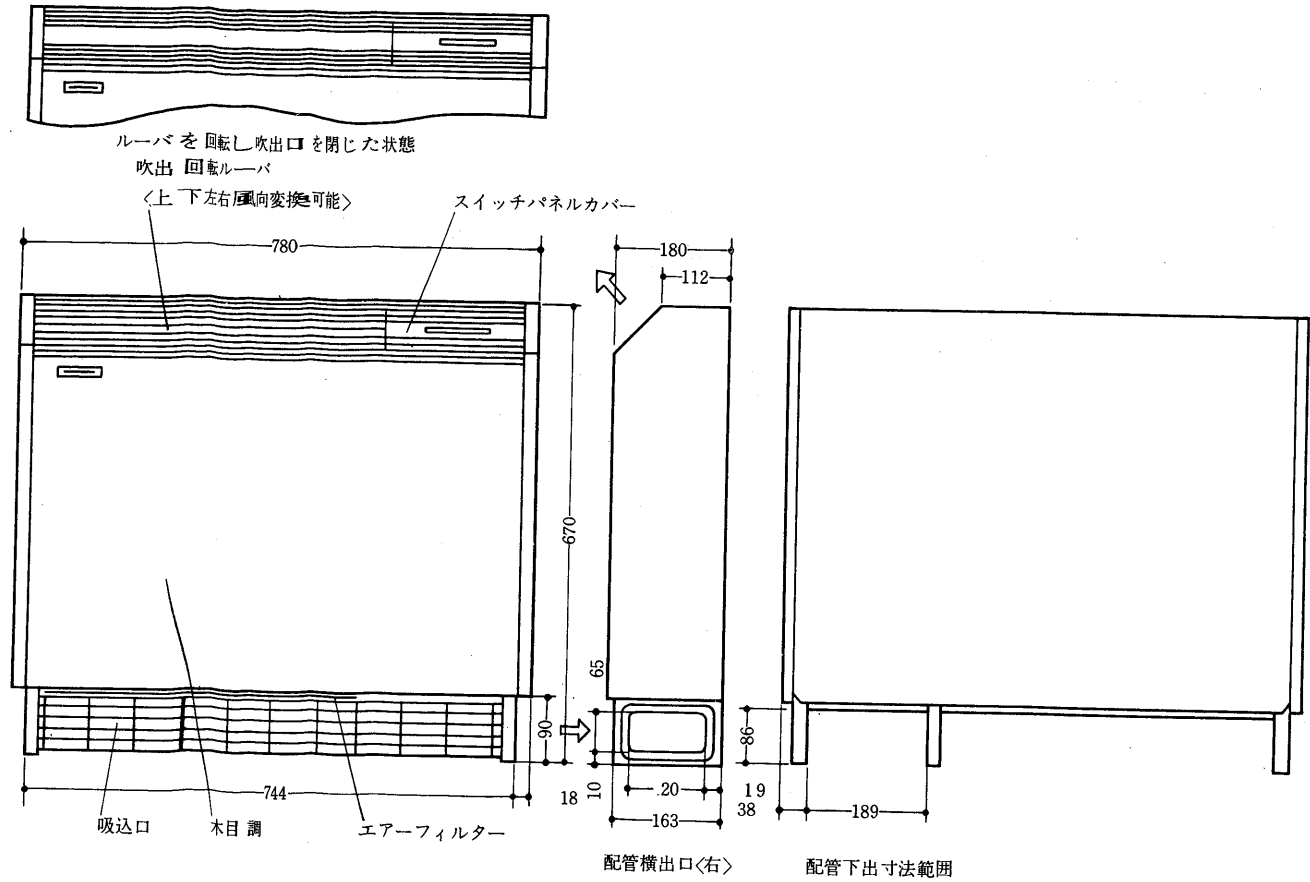 ルーバを回転し吹出口を閉じた状態
吹出回転ルーバ
〈上下左右風向変換可能〉
スイッチパネルカバー
780
180
112
670
65
90
86
744
18
10
20
163
19
38
189
吸込口
木目調
エアーフィルター
配管横出口〈右〉
配管下出寸法範囲